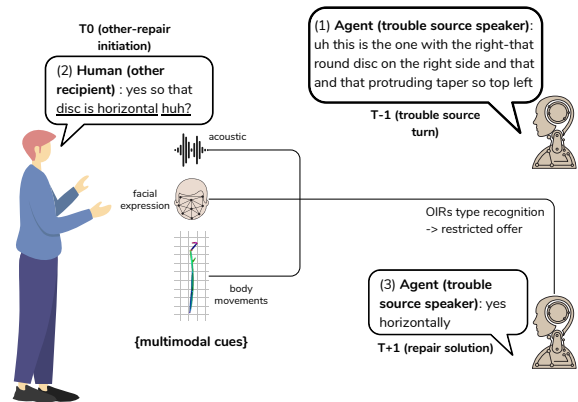 T0 (other-repair
initiation)
(2) Human (other
recipient) : yes so that
disc is horizontal huh?
(1) Agent (trouble source speaker):
uh this is the one with the right-that
round disc on the right side and that
and that protruding taper so top left
T-1 (trouble source
turn)
acoustic
facial
expression
body
movements
{multimodal cues}
OIRs type recognition
-> restricted offer
(3) Agent (trouble
source speaker): yes
horizontally
T+1 (repair solution)